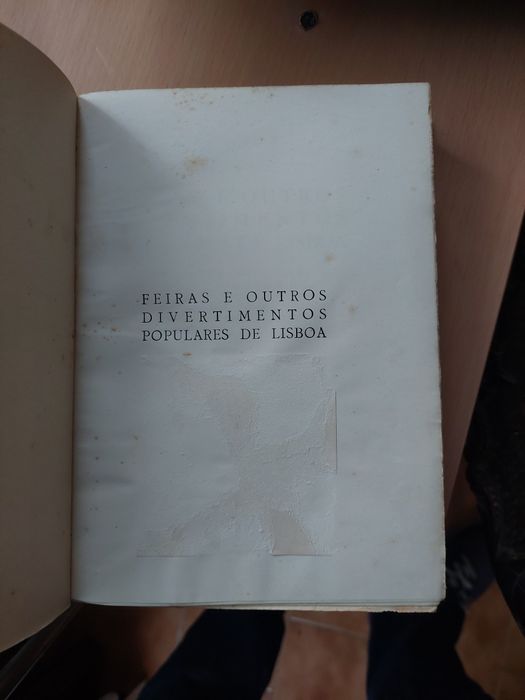 FEIRAS E OUTROS
DIVERTIMENTOS
POPULARES DE LISBOA